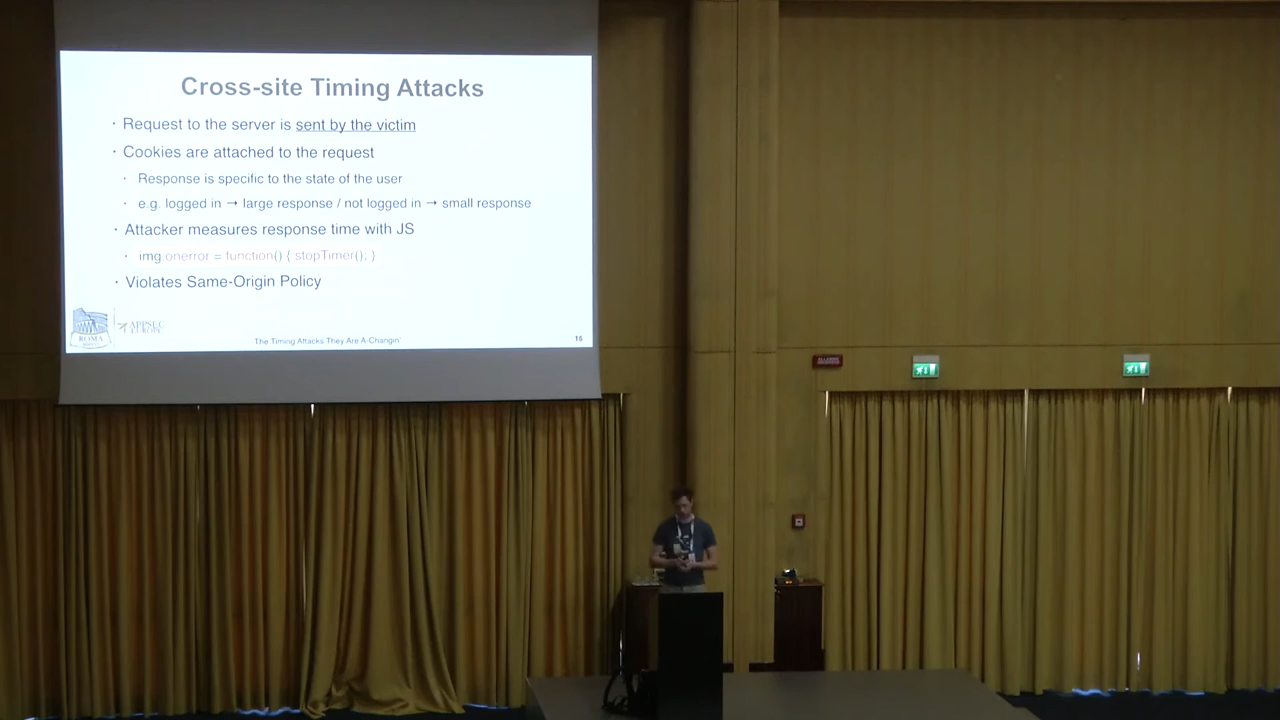 Cross-site Timing Attacks
· Request to the server is sent by the victim
· Cookies are attached to the request
· Response is specific to the state of the user
· e.g. logged in → large response / not logged in → small response
· Attacker measures response time with JS
· img.onerror = function() { stopTimer(); }
· Violates Same-Origin Policy
ROMA
APPSEC
EUROPE
The Timing Attacks They Are A-Changin'
16